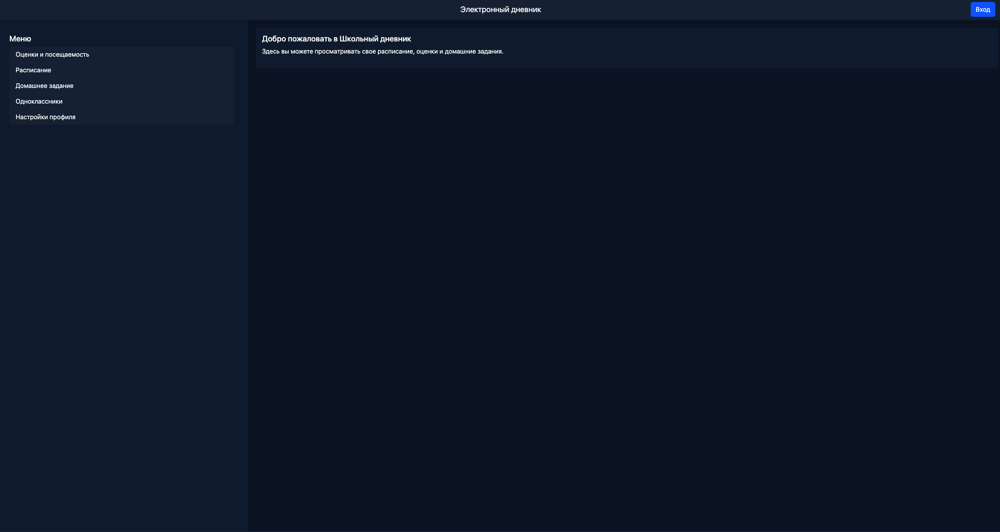 Электронный дневник
Вход
Меню
Оценки и посещаемость
Расписание
Домашнее задание
Одноклассники
Настройки профиля
Добро пожаловать в Школьный дневник
Здесь вы можете просматривать свое расписание, оценки и домашние задания.